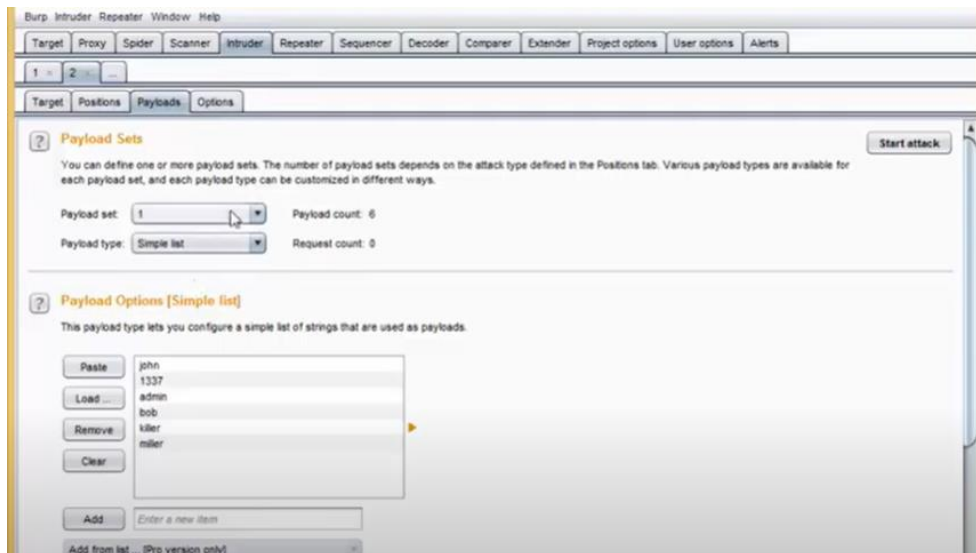 Burp Intruder Repeater Window Help
Target Proxy Spider Scanner Intruder Repeater Sequencer Decoder Comparer Extender Project options User options Alerts
1 × 2 × ...
Target Positions Payloads Options
? Payload Sets
Start attack
You can define one or more payload sets. The number of payload sets depends on the attack type defined in the Positions tab. Various payload types are available for
each payload set, and each payload type can be customized in different ways.
Payload set: 1 Payload count: 6
Payload type: Simple list Request count: 0
? Payload Options [Simple list]
This payload type lets you configure a simple list of strings that are used as payloads.
Paste
Load ...
Remove
Clear
john
1337
admin
bob
killer
miller
Add Enter a new item
Add from list ... [Pro version only]